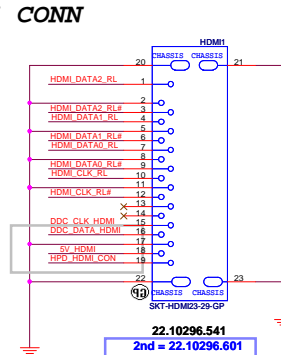 CONN
HDMI1
20 CHASSIS CHASSIS 21
HDMI_DATA2_RL 1
2
HDMI_DATA2_RL# 3
HDMI_DATA1_RL 4
5
HDMI_DATA1_RL# 6
HDMI_DATA0_RL 7
8
HDMI_DATA0_RL# 9
HDMI_CLK_RL 10
11
HDMI_CLK_RL# 12
13
14
DDC_CLK_HDMI 15
DDC_DATA_HDMI 16
17
5V_HDMI 18
HPD_HDMI_CON 19
22 CHASSIS CHASSIS 23
GP
SKT-HDMI23-29-GP
22.10296.541
2nd = 22.10296.601